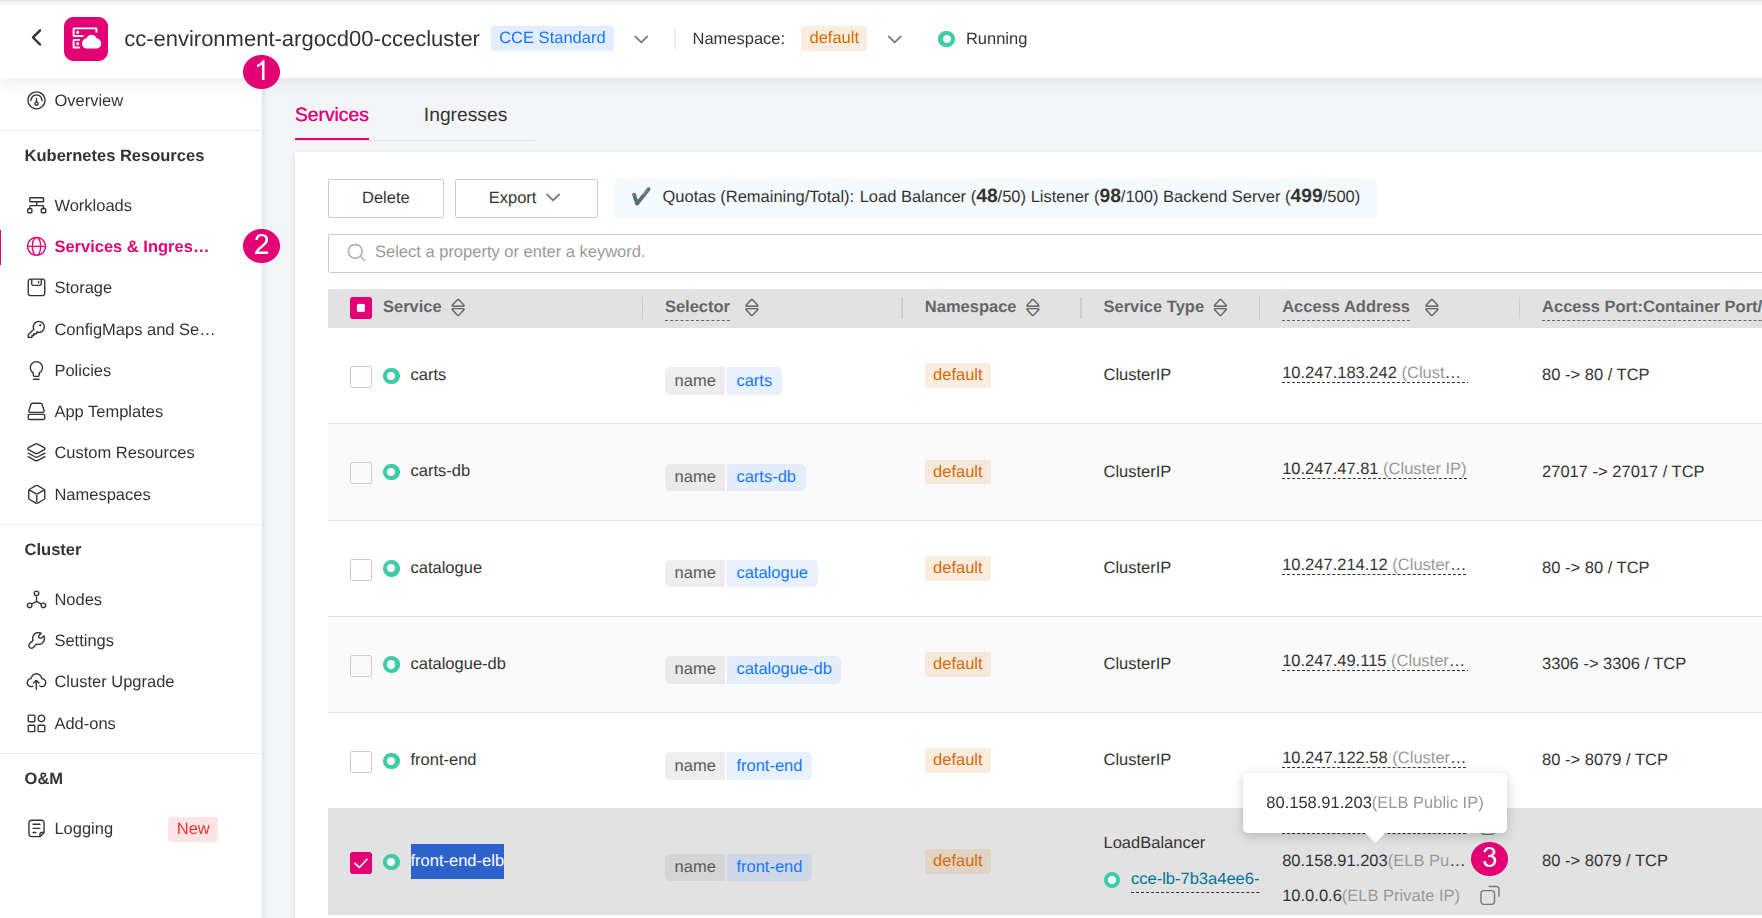 cc-environment-argocd00-ccecluster CCE Standard Namespace: default Running
1
Overview
Services Ingresses
Kubernetes Resources
Delete Export Quotas (Remaining/Total): Load Balancer (48/50) Listener (98/100) Backend Server (499/500)
Workloads
Services & Ingres…
2
Select a property or enter a keyword.
Storage
Service Selector Namespace Service Type Access Address Access Port:Container Port/
ConfigMaps and Se…
Policies
carts name carts default ClusterIP 10.247.183.242 (Clust… 80 -> 80 / TCP
App Templates
Custom Resources
carts-db name carts-db default ClusterIP 10.247.47.81 (Cluster IP) 27017 -> 27017 / TCP
Namespaces
Cluster
catalogue name catalogue default ClusterIP 10.247.214.12 (Cluster… 80 -> 80 / TCP
Nodes
Settings
catalogue-db name catalogue-db default ClusterIP 10.247.49.115 (Cluster… 3306 -> 3306 / TCP
Cluster Upgrade
Add-ons
front-end name front-end default ClusterIP 10.247.122.58 (Cluster… 80 -> 8079 / TCP
O&M
80.158.91.203(ELB Public IP)
Logging New
LoadBalancer
front-end-elb name front-end default 80.158.91.203(ELB Pu… 3 80 -> 8079 / TCP
cce-lb-7b3a4ee6-
10.0.0.6(ELB Private IP)